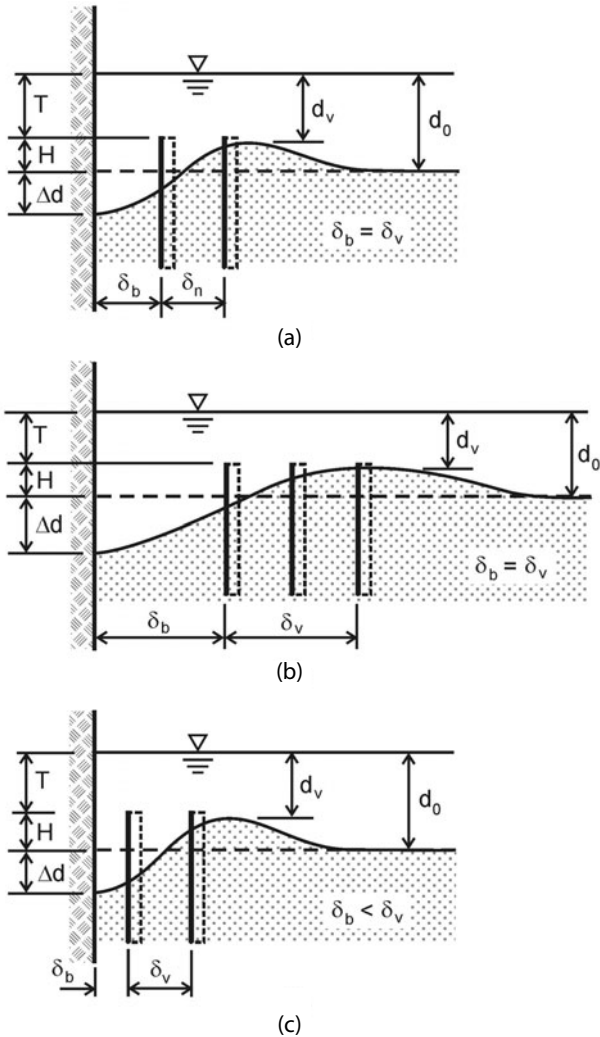 T
d_v
d_0
H
Δd
δ_b = δ_v
δ_b
δ_n
(a)
T
d_v
d_0
H
Δd
δ_b = δ_v
δ_b
δ_v
(b)
T
d_v
d_0
H
Δd
δ_b < δ_v
δ_b
δ_v
(c)